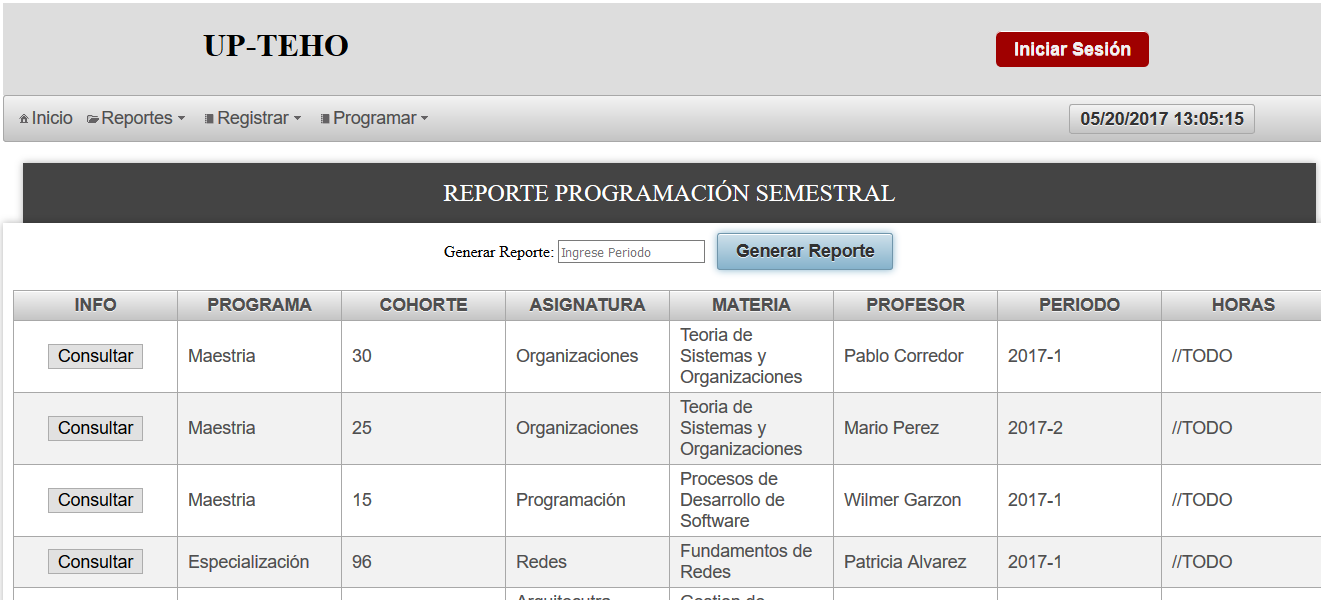 UP-TEHO
Iniciar Sesión
Inicio Reportes Registrar Programar
05/20/2017 13:05:15
REPORTE PROGRAMACIÓN SEMESTRAL
Generar Reporte: Ingrese Periodo Generar Reporte
INFO PROGRAMA COHORTE ASIGNATURA MATERIA PROFESOR PERIODO HORAS
Consultar Maestria 30 Organizaciones Teoria de
Sistemas y
Organizaciones Pablo Corredor 2017-1 //TODO
Consultar Maestria 25 Organizaciones Teoria de
Sistemas y
Organizaciones Mario Perez 2017-2 //TODO
Consultar Maestria 15 Programación Procesos de
Desarrollo de
Software Wilmer Garzon 2017-1 //TODO
Consultar Especialización 96 Redes Fundamentos de
Redes Patricia Alvarez 2017-1 //TODO